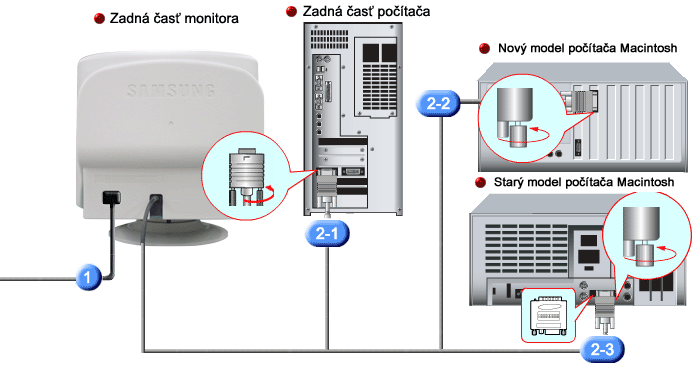 Zadná časť monitora
Zadná časť počítača
Nový model počítača Macintosh
SAMSUNG
2-2
Starý model počítača Macintosh
2-1
1
2-3